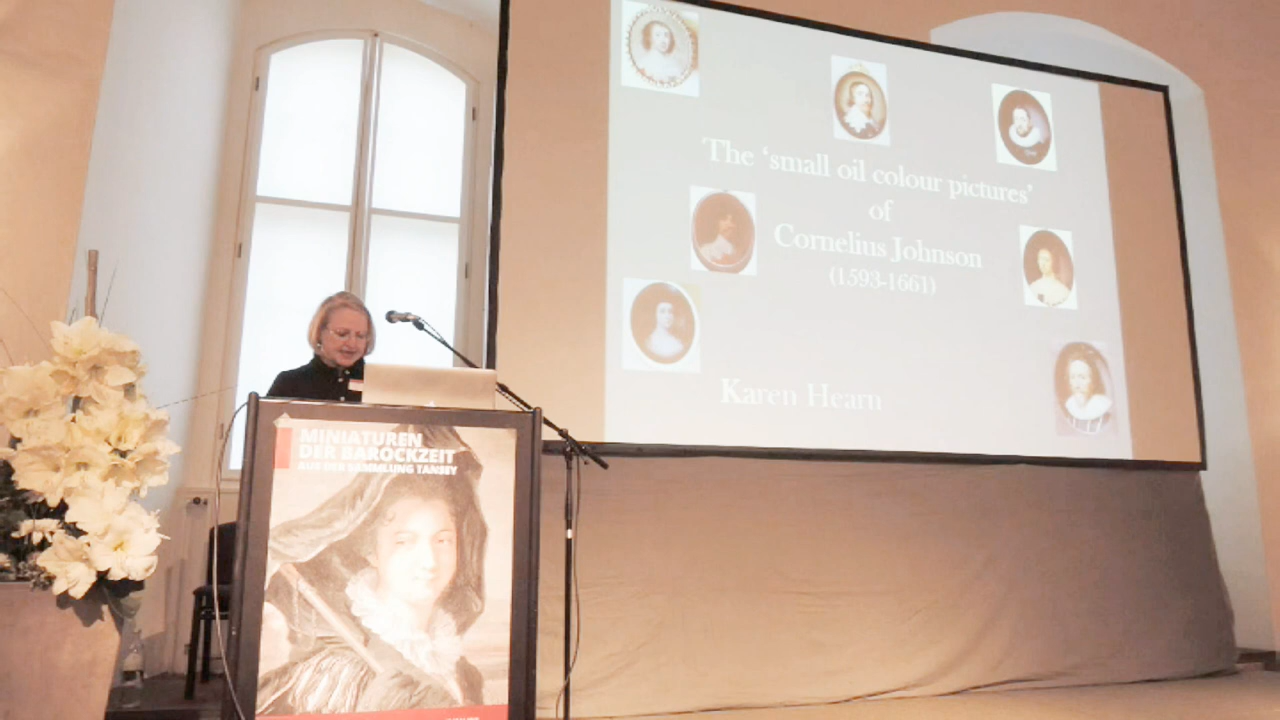 The ‘small oil colour pictures’
of
Cornelius Johnson
(1593-1661)
Karen Hearn
MINIATUREN
DER BAROCKZEIT
AUS DER SAMMLUNG TANSEY